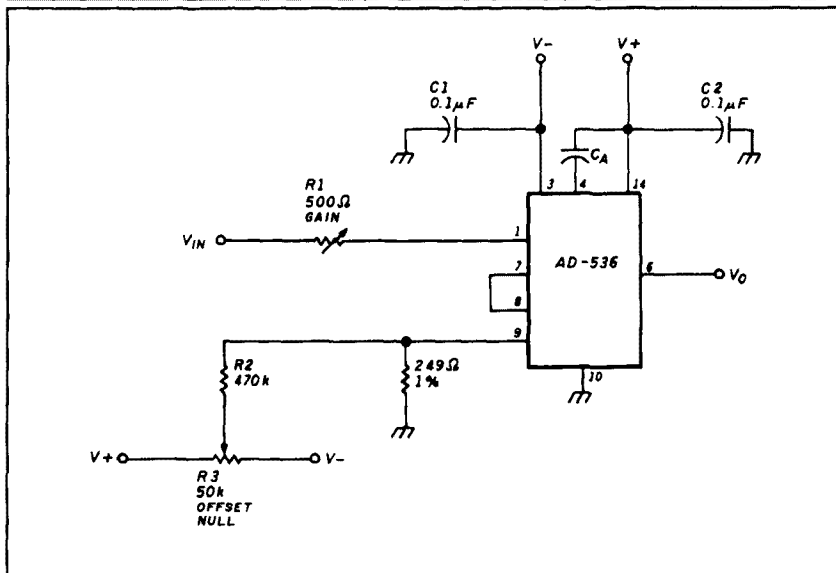 V-
V+
C1
0.1µF
C2
0.1µF
CA
3
4
14
R1
500Ω
GAIN
VIN
1
AD-536
7
6
VO
8
9
R2
470k
249Ω
1%
10
V+
V-
R3
50k
OFFSET
NULL